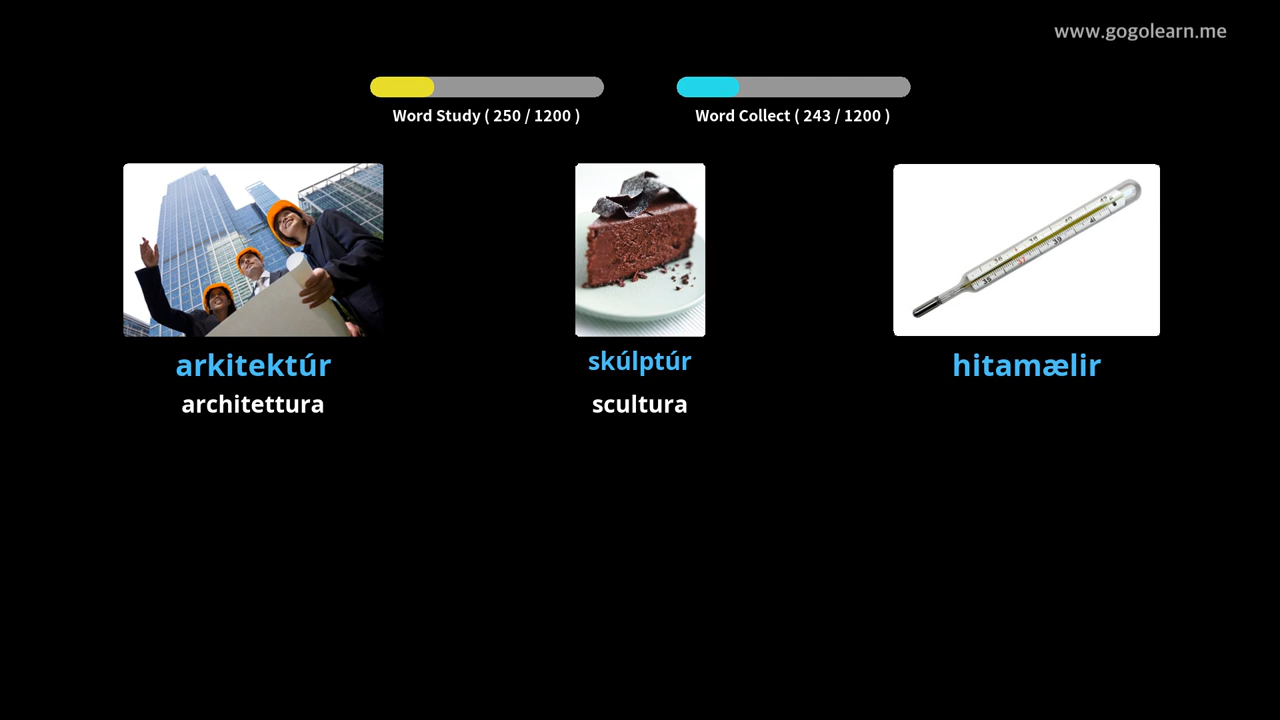 www.gogolearn.me
Word Study ( 250 / 1200 )
Word Collect ( 243 / 1200 )
arkitektúr
skúlptúr
hitamælir
architettura
scultura